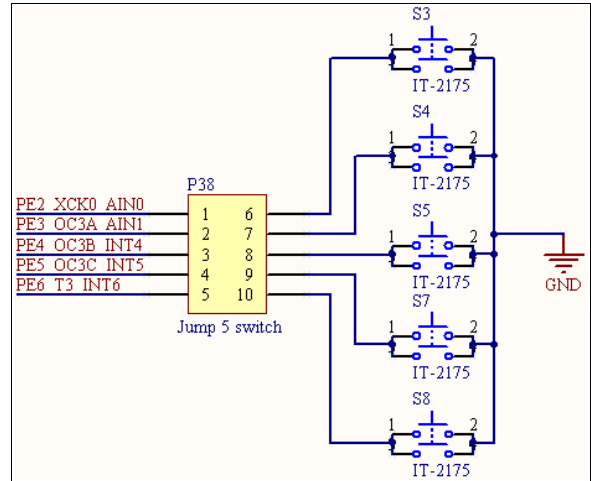 S3
1 2
IT-2175
S4
1 2
IT-2175
P38
PE2 XCK0 AIN0
1 6
PE3 OC3A AIN1
2 7
PE4 OC3B INT4
3 8
PE5 OC3C INT5
4 9
PE6 T3 INT6
5 10
Jump 5 switch
S5
1 2
IT-2175
GND
S7
1 2
IT-2175
S8
1 2
IT-2175